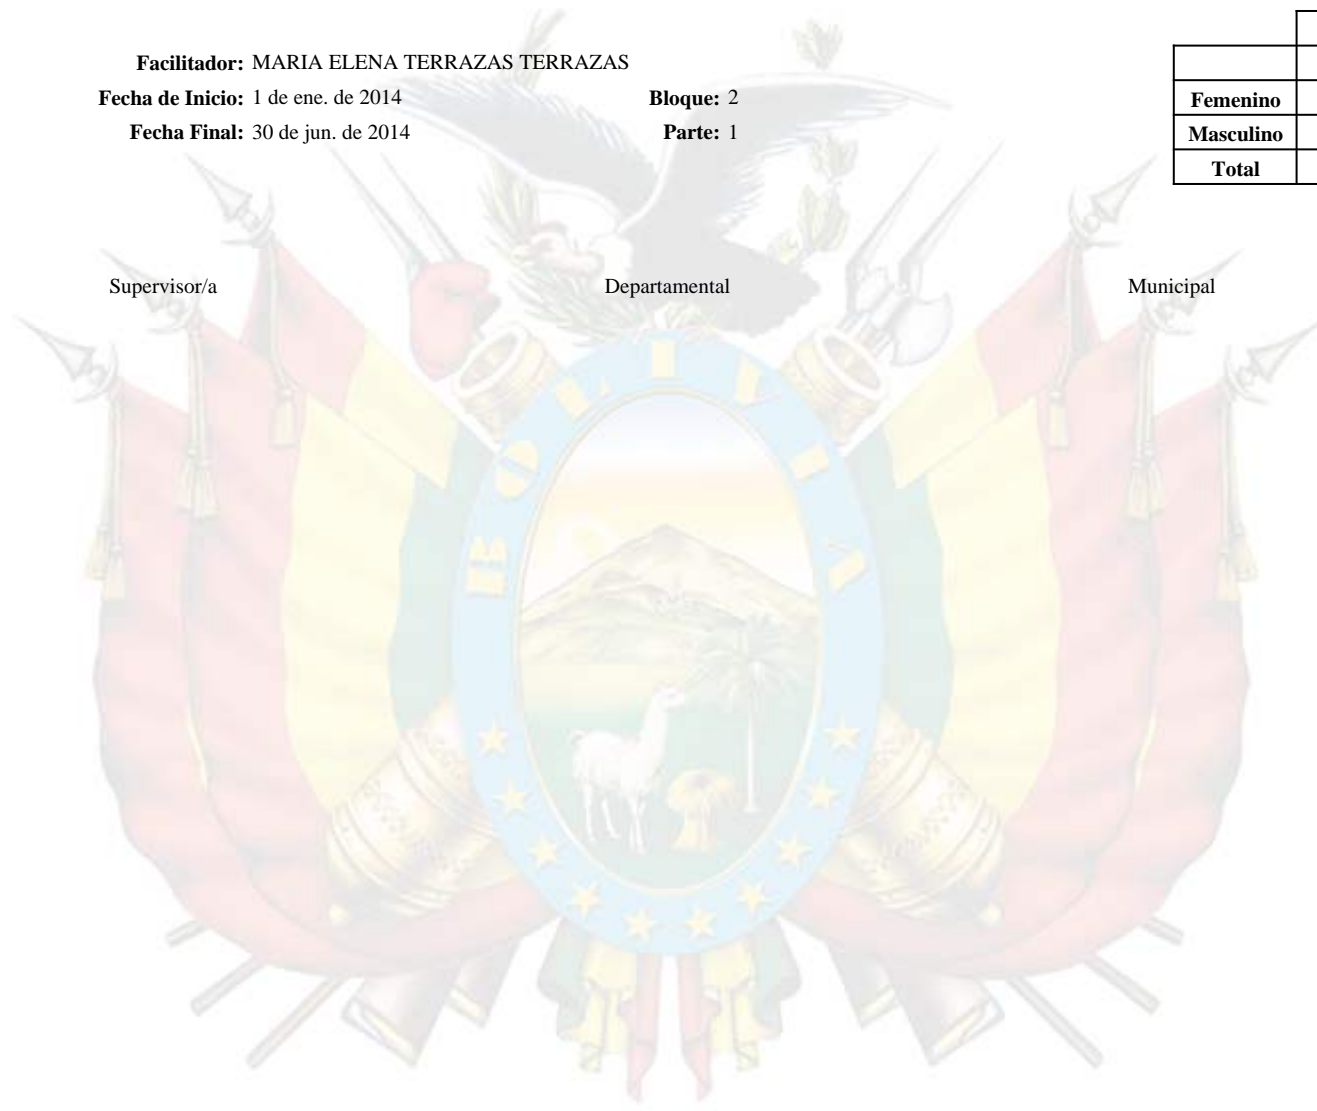 Facilitador: MARIA ELENA TERRAZAS TERRAZAS
Fecha de Inicio: 1 de ene. de 2014 Bloque: 2
Fecha Final: 30 de jun. de 2014 Parte: 1
Femenino
Masculino
Total
Supervisor/a Departamental Municipal
BOLIVIA